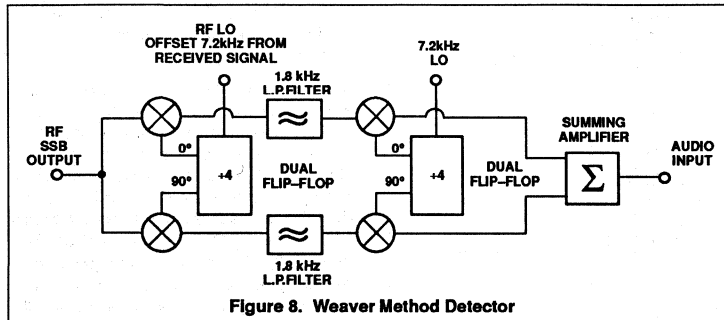 RF LO
OFFSET 7.2kHz FROM
RECEIVED SIGNAL
7.2kHz
LO
1.8 kHz
L.P.FILTER
SUMMING
AMPLIFIER
RF
SSB
OUTPUT
AUDIO
INPUT
0°
90°
÷4
DUAL
FLIP–FLOP
0°
90°
÷4
DUAL
FLIP–FLOP
Σ
1.8 kHz
L.P.FILTER
Figure 8. Weaver Method Detector